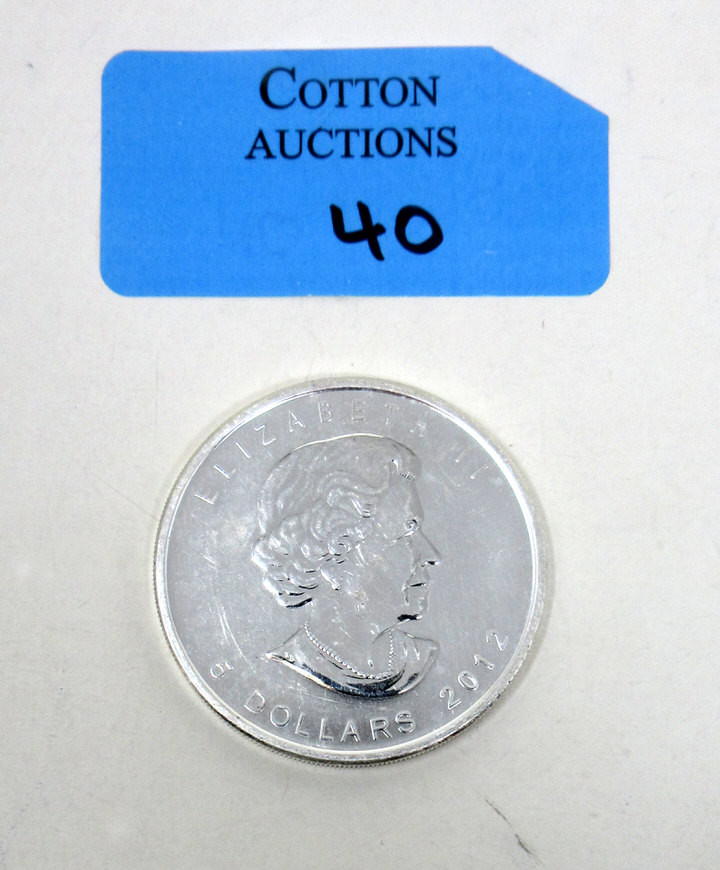 COTTON
AUCTIONS
40
ELIZABETH II
5 DOLLARS 2012